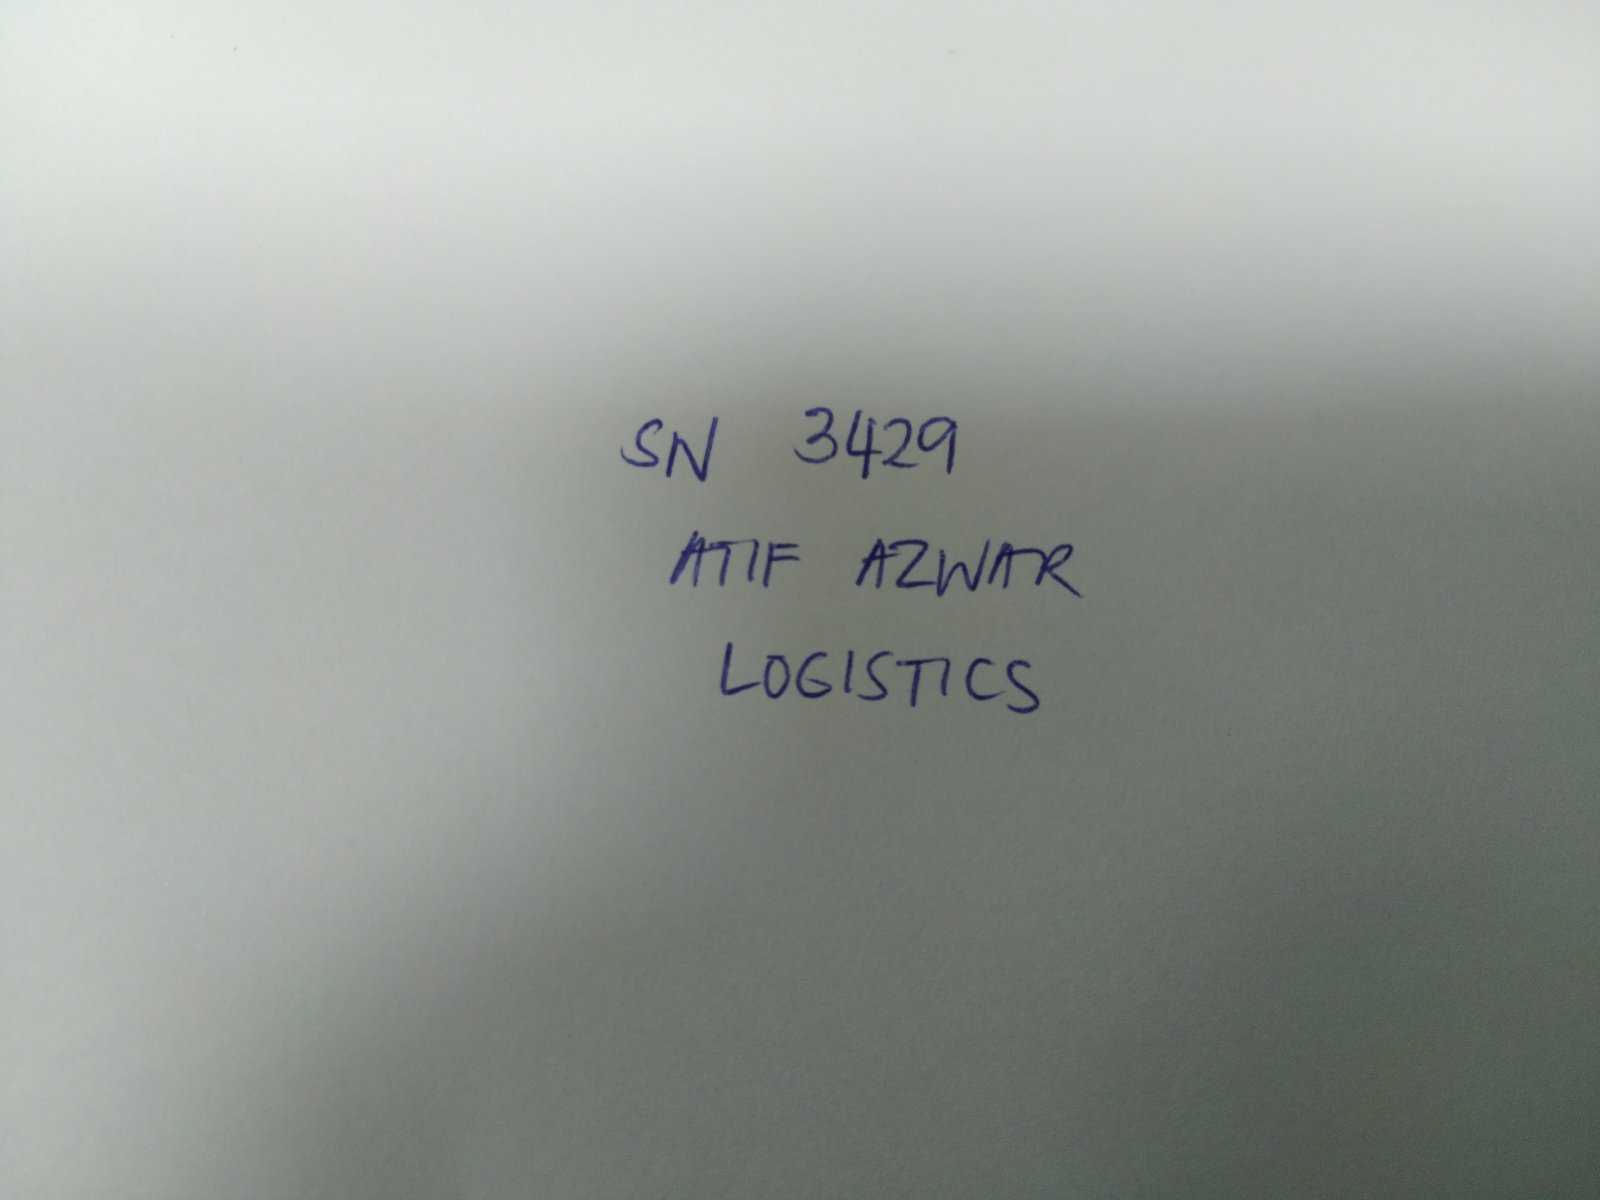 SN 3429
ATIF AZWAR
LOGISTICS